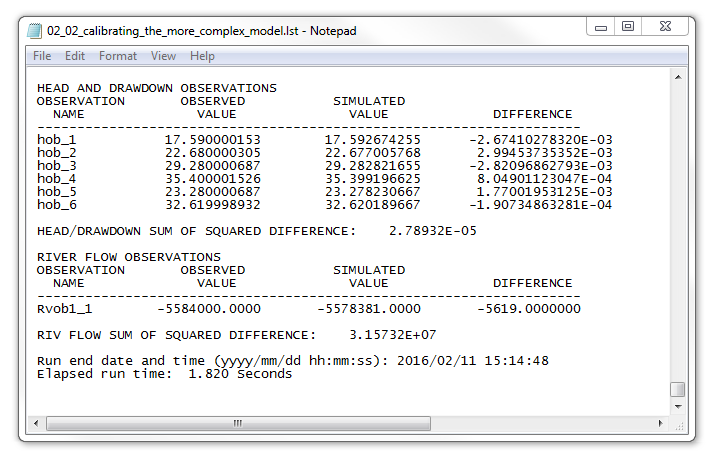 02_02_calibrating_the_more_complex_model.lst - Notepad
File Edit Format View Help
HEAD AND DRAWDOWN OBSERVATIONS
OBSERVATION OBSERVED SIMULATED
NAME VALUE VALUE DIFFERENCE
----------------------------------------------------------------------
hob_1 17.590000153 17.592674255 -2.67410278320E-03
hob_2 22.680000305 22.677005768 2.99453735352E-03
hob_3 29.280000687 29.282821655 -2.82096862793E-03
hob_4 35.400001526 35.399196625 8.04901123047E-04
hob_5 23.280000687 23.278230667 1.77001953125E-03
hob_6 32.619998932 32.620189667 -1.90734863281E-04
HEAD/DRAWDOWN SUM OF SQUARED DIFFERENCE: 2.78932E-05
RIVER FLOW OBSERVATIONS
OBSERVATION OBSERVED SIMULATED
NAME VALUE VALUE DIFFERENCE
----------------------------------------------------------------------
Rvob1_1 -5584000.0000 -5578381.0000 -5619.0000000
RIV FLOW SUM OF SQUARED DIFFERENCE: 3.15732E+07
Run end date and time (yyyy/mm/dd hh:mm:ss): 2016/02/11 15:14:48
Elapsed run time: 1.820 Seconds